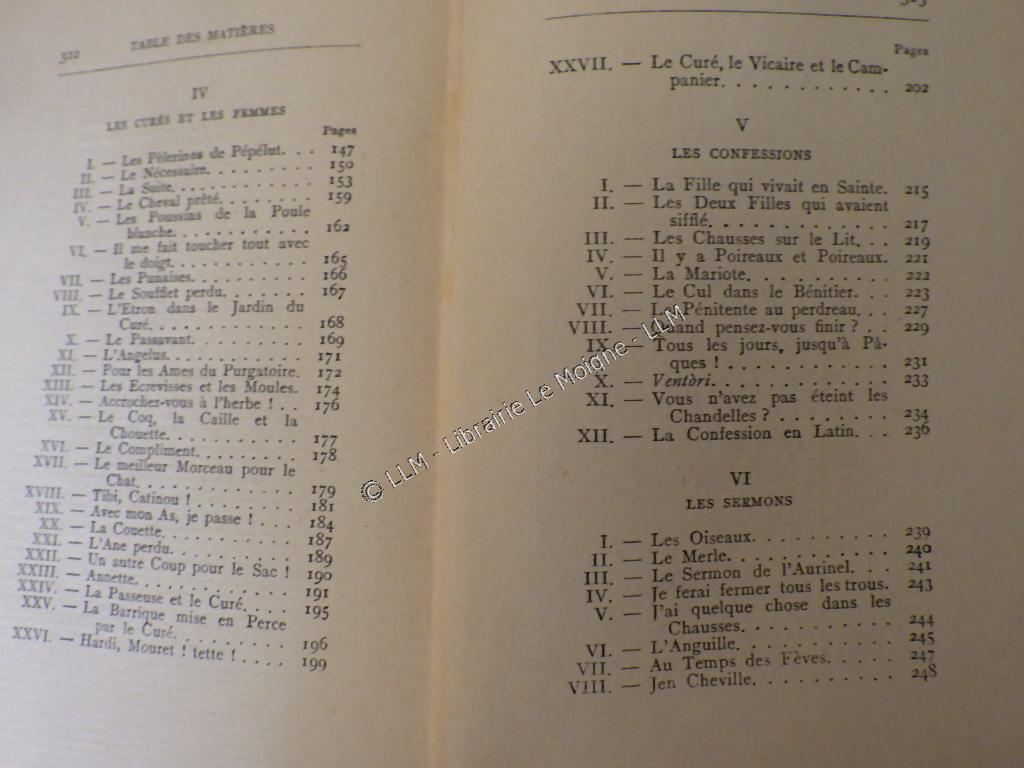 322 TABLE DES MATIÈRES
IV
LES CURÉS ET LES FEMMES
Pages
I. — Les Pèlerines de Pépélut. . . 147
II. — Le Nécessaire. . . . . . . . . 150
III. — La Suite. . . . . . . . . . . 153
IV. — Le Cheval prêté. . . . . . . . 159
V. — Les Poussins de la Poule
blanche. . . . . . . . . . . 162
VI. — Il me fait toucher tout avec
le doigt. . . . . . . . . . . 165
VII. — Les Punaises. . . . . . . . . 166
VIII. — Le Soufflet perdu. . . . . . . 167
IX. — L'Etron dans le Jardin du
Curé. . . . . . . . . . . . 168
X. — Le Passavant. . . . . . . . . 169
XI. — L'Angelus. . . . . . . . . . . 171
XII. — Pour les Ames du Purgatoire. 172
XIII. — Les Ecrevisses et les Moules. 174
XIV. — Accrochez-vous à l'herbe ! . . 176
XV. — Le Coq, la Caille et la
Chouette. . . . . . . . . . 177
XVI. — Le Compliment. . . . . . . . 178
XVII. — Le meilleur Morceau pour le
Chat. . . . . . . . . . . . 179
XVIII. — Tibi, Catinou ! . . . . . . . 181
XIX. — Avec mon As, je passe ! . . . 184
XX. — La Couette. . . . . . . . . . 187
XXI. — L'Ane perdu. . . . . . . . . 189
XXII. — Un autre Coup pour le Sac ! 190
XXIII. — Annette. . . . . . . . . . . 191
XXIV. — La Passeuse et le Curé. . . . 195
XXV. — La Barrique mise en Perce
par le Curé. . . . . . . . . 196
XXVI. — Hardi, Mouret ! tette ! . . . . 199
Pages
XXVII. — Le Curé, le Vicaire et le Cam-
panier. . . . . . . . . . . . 202
V
LES CONFESSIONS
I. — La Fille qui vivait en Sainte. 215
II. — Les Deux Filles qui avaient
sifflé. . . . . . . . . . . . 217
III. — Les Chausses sur le Lit. . . 219
IV. — Il y a Poireaux et Poireaux. 221
V. — La Mariote. . . . . . . . . . 222
VI. — Le Cul dans le Bénitier. . . 223
VII. — La Pénitente au perdreau. . . 227
VIII. — Quand pensez-vous finir ? . . 229
IX. — Tous les jours, jusqu'à Pâ-
ques ! . . . . . . . . . . . 231
X. — Ventòri. . . . . . . . . . . . 233
XI. — Vous n'avez pas éteint les
Chandelles ? . . . . . . . . 234
XII. — La Confession en Latin. . . 236
VI
LES SERMONS
I. — Les Oiseaux. . . . . . . . . . 239
II. — Le Merle. . . . . . . . . . . 240
III. — Le Sermon de l'Aurinel. . . 241
IV. — Je ferai fermer tous les trous. 243
V. — J'ai quelque chose dans les
Chausses. . . . . . . . . . . 244
VI. — L'Anguille. . . . . . . . . . 245
VII. — Au Temps des Fèves. . . . . 247
VIII. — Jen Cheville. . . . . . . . . . 248
© LLM - Librairie Le Moigne - LLM